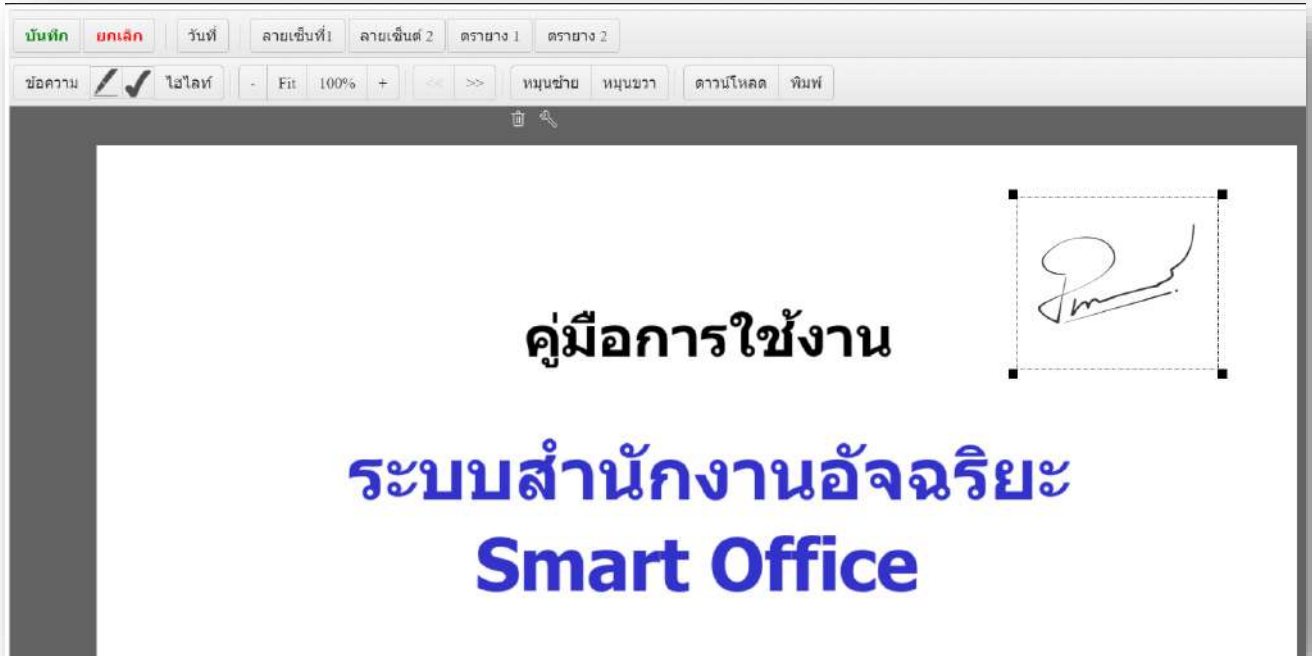 บันทึก ยกเลิก วันที่ ลายเซ็นที่1 ลายเซ็นต์ 2 ตรายาง 1 ตรายาง 2
ข้อความ ไฮไลท์ - Fit 100% + << >> หมุนซ้าย หมุนขวา ดาวน์โหลด พิมพ์
คู่มือการใช้งาน
ระบบสำนักงานอัจฉริยะ
Smart Office